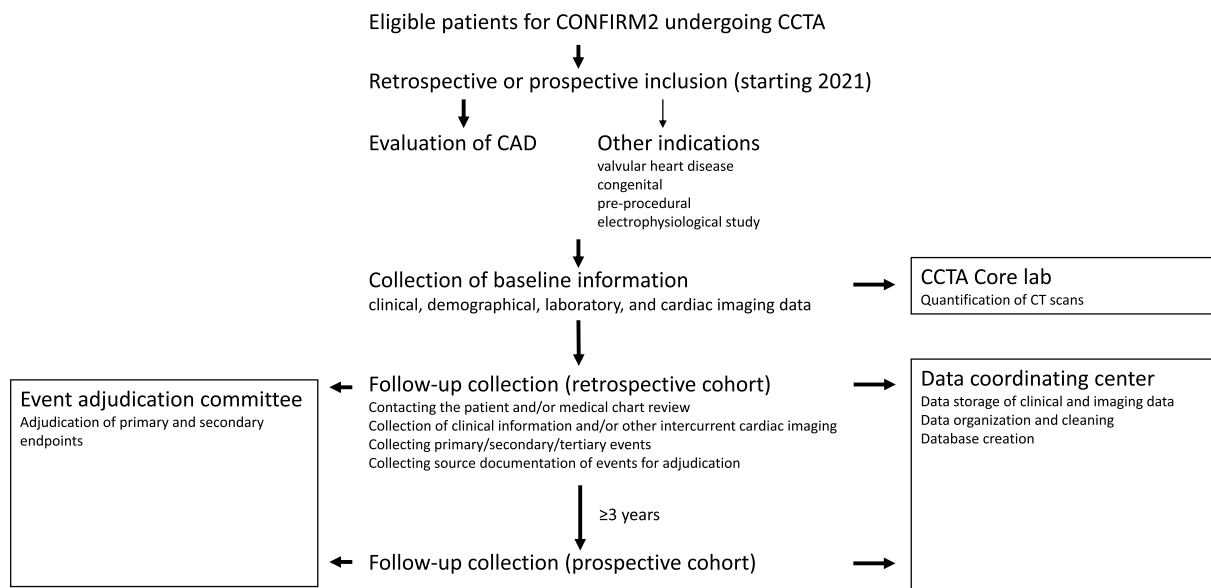 Eligible patients for CONFIRM2 undergoing CCTA
Retrospective or prospective inclusion (starting 2021)
Evaluation of CAD
Other indications
valvular heart disease
congenital
pre-procedural
electrophysiological study
Collection of baseline information
clinical, demographical, laboratory, and cardiac imaging data
CCTA Core lab
Quantification of CT scans
Event adjudication committee
Adjudication of primary and secondary
endpoints
Follow-up collection (retrospective cohort)
Contacting the patient and/or medical chart review
Collection of clinical information and/or other intercurrent cardiac imaging
Collecting primary/secondary/tertiary events
Collecting source documentation of events for adjudication
Data coordinating center
Data storage of clinical and imaging data
Data organization and cleaning
Database creation
≥3 years
Follow-up collection (prospective cohort)